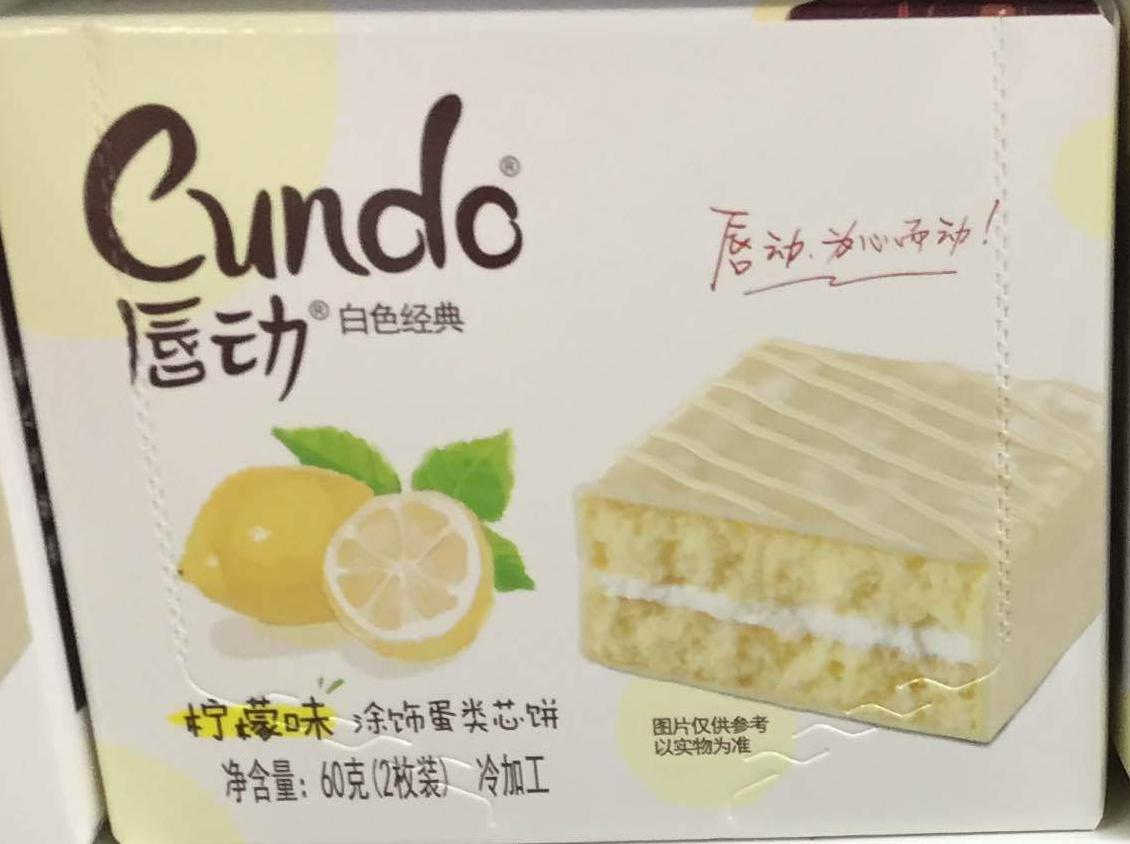 Cundo®
唇动® 白色经典
唇动.为心而动!
柠檬味 涂饰蛋类芯饼
净含量: 60克(2枚装) 冷加工
图片仅供参考
以实物为准